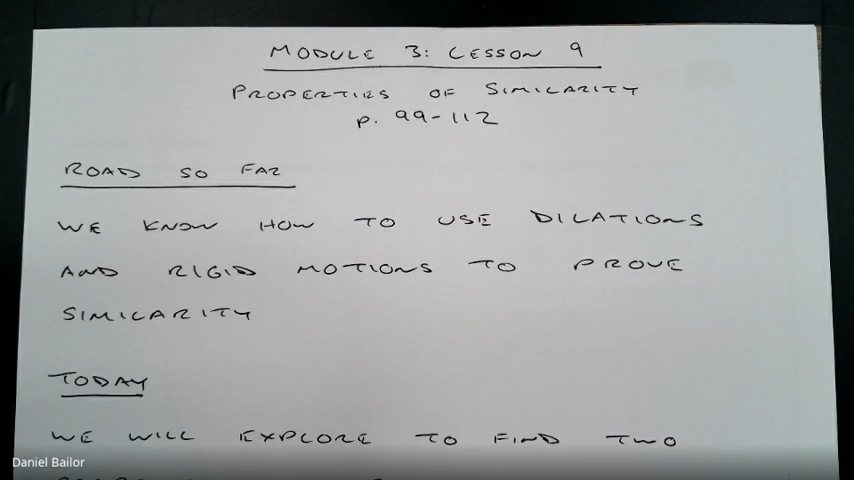 MODULE 3: LESSON 9
PROPERTIES OF SIMILARITY
p. 99-112
ROAD SO FAR
WE KNOW HOW TO USE DILATIONS
AND RIGID MOTIONS TO PROVE
SIMILARITY
TODAY
WE WILL EXPLORE TO FIND TWO
Daniel Bailor